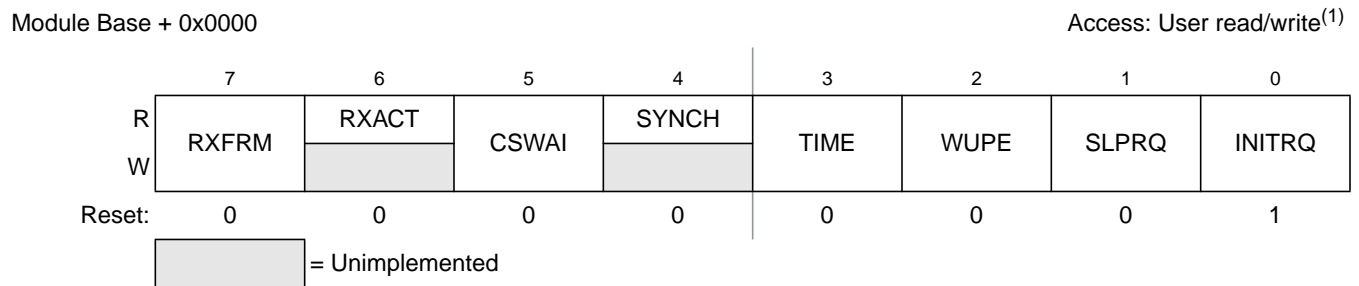 Module Base + 0x0000 Access: User read/write(1)
7 6 5 4 3 2 1 0
R RXFRM RXACT CSWAI SYNCH TIME WUPE SLPRQ INITRQ
W
Reset: 0 0 0 0 0 0 0 1
= Unimplemented